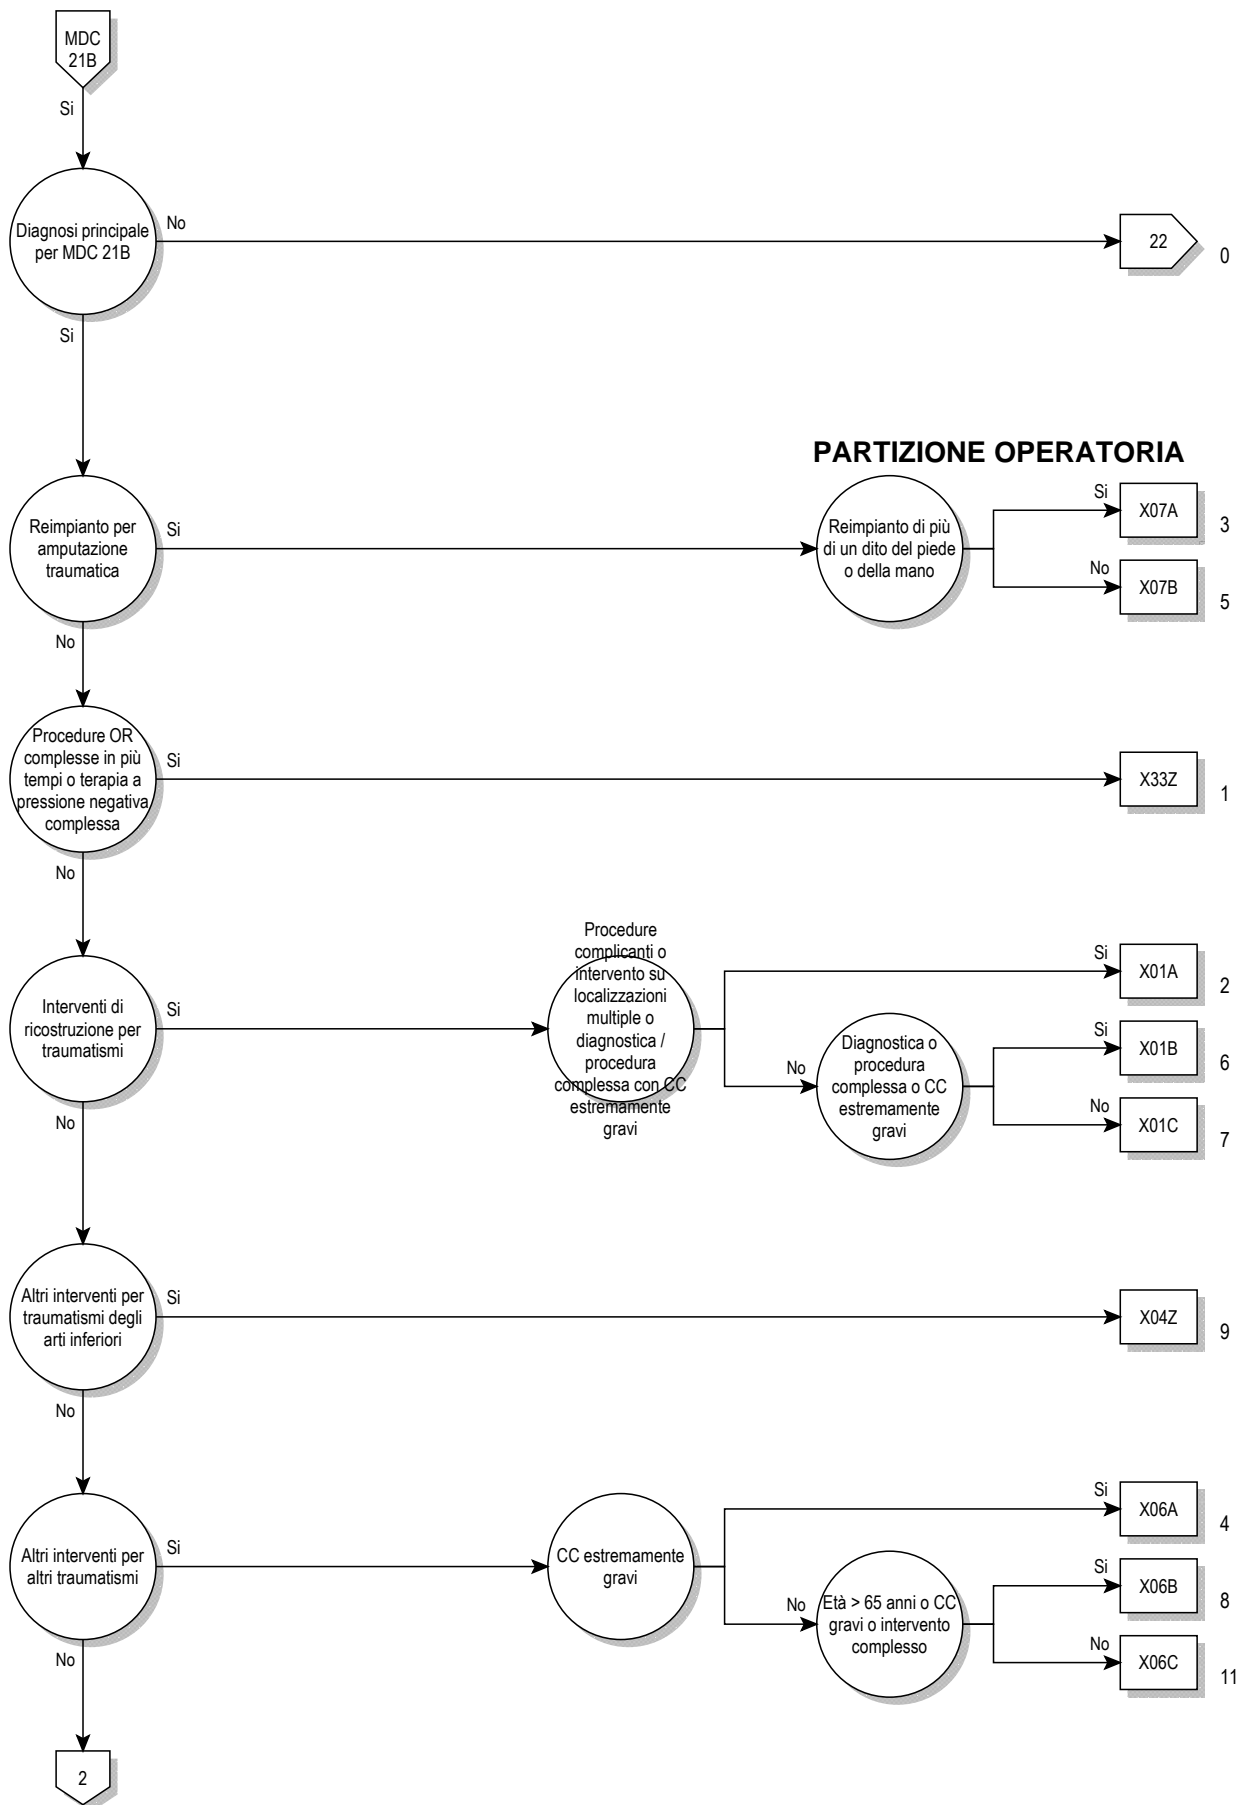 MDC
21B
Si
Diagnosi principale
per MDC 21B
No
22
0
Si
PARTIZIONE OPERATORIA
Reimpianto per
amputazione
traumatica
Si
Reimpianto di più
di un dito del piede
o della mano
Si
X07A
3
No
X07B
5
No
Procedure OR
complesse in più
tempi o terapia a
pressione negativa
complessa
Si
X33Z
1
No
Interventi di
ricostruzione per
traumatismi
Si
Procedure
complicanti o
intervento su
localizzazioni
multiple o
diagnostica /
procedura
complessa con CC
estremamente
gravi
Si
X01A
2
No
Diagnostica o
procedura
complessa o CC
estremamente
gravi
Si
X01B
6
No
X01C
7
No
Altri interventi per
traumatismi degli
arti inferiori
Si
X04Z
9
No
Altri interventi per
altri traumatismi
Si
CC estremamente
gravi
Si
X06A
4
No
Età > 65 anni o CC
gravi o intervento
complesso
Si
X06B
8
No
X06C
11
No
2